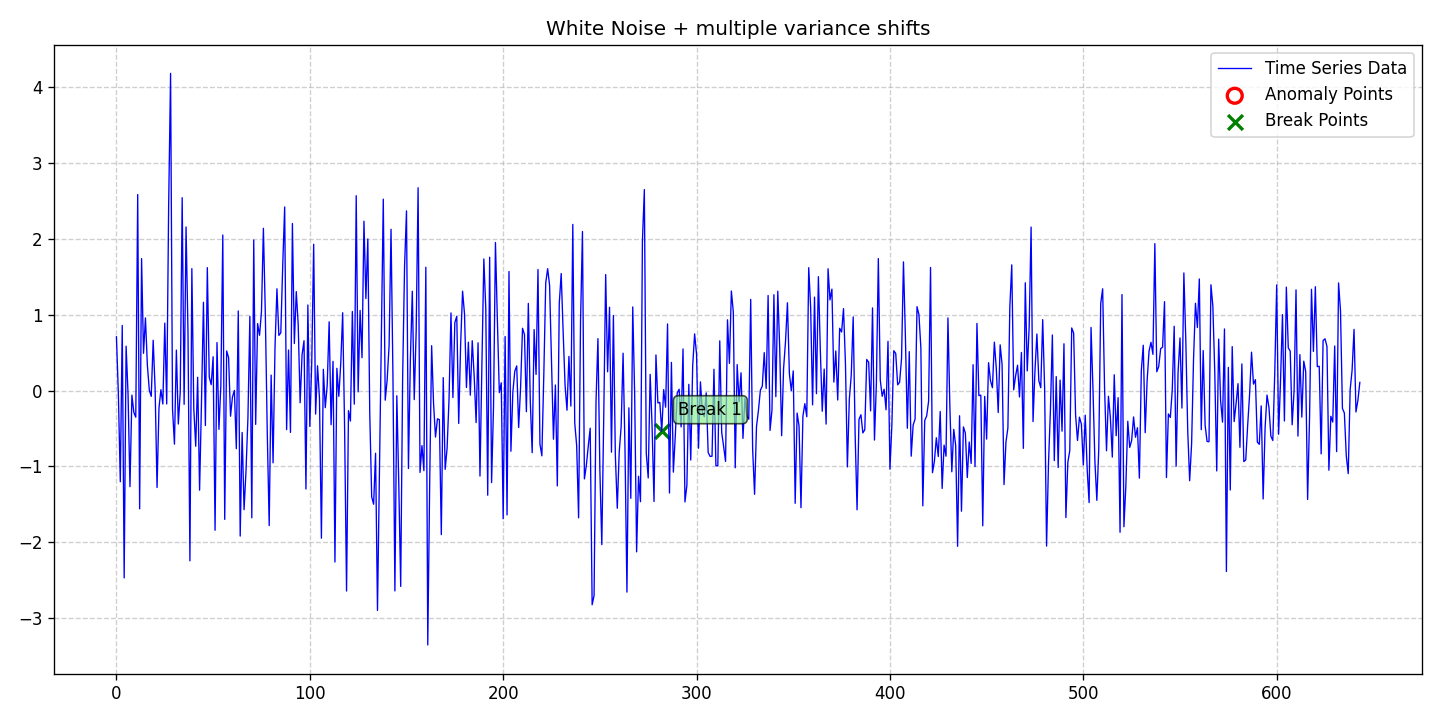 White Noise + multiple variance shifts
Time Series Data
Anomaly Points
Break Points
4
3
2
1
0
−1
−2
−3
Break 1
0 100 200 300 400 500 600